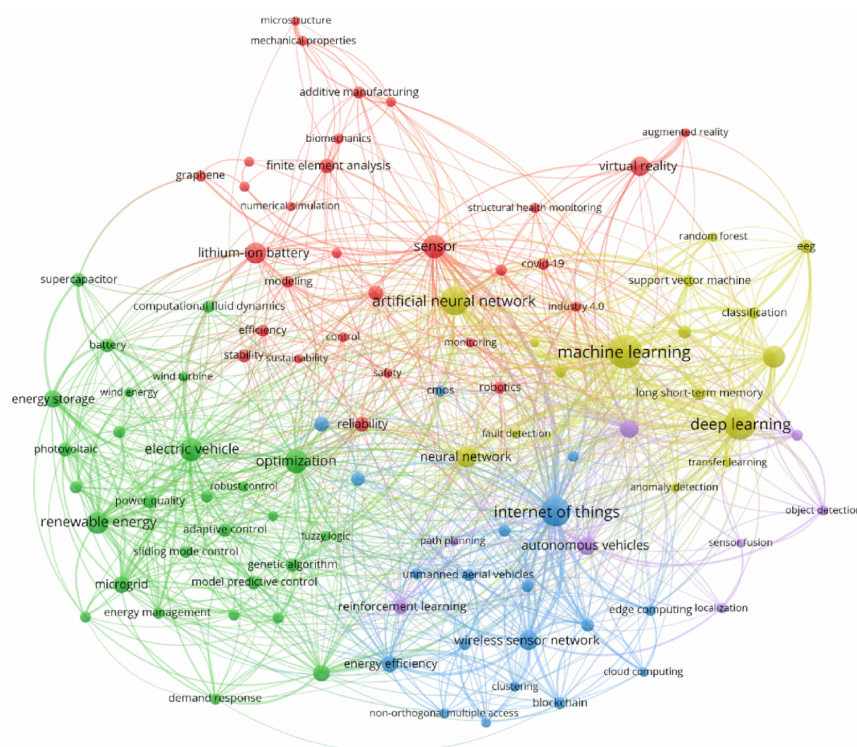 microstructure
mechanical properties
additive manufacturing
augmented reality
biomechanics
finite element analysis
virtual reality
graphene
numerical simulation
structural health monitoring
random forest
sensor
eeg
lithium-ion battery
covid-19
supercapacitor
modeling
support vector machine
artificial neural network
computational fluid dynamics
industry 4.0
classification
efficiency
control
monitoring
battery
stability
sustainability
machine learning
wind turbine
safety
energy storage
wind energy
cmos
robotics
long short-term memory
reliability
deep learning
fault detection
photovoltaic
electric vehicle
optimization
neural network
transfer learning
robust control
anomaly detection
power quality
internet of things
object detection
renewable energy
adaptive control
fuzzy logic
path planning
autonomous vehicles
sensor fusion
sliding mode control
genetic algorithm
unmanned aerial vehicles
microgrid
model predictive control
energy management
reinforcement learning
edge computing
localization
wireless sensor network
energy efficiency
cloud computing
clustering
demand response
blockchain
non-orthogonal multiple access